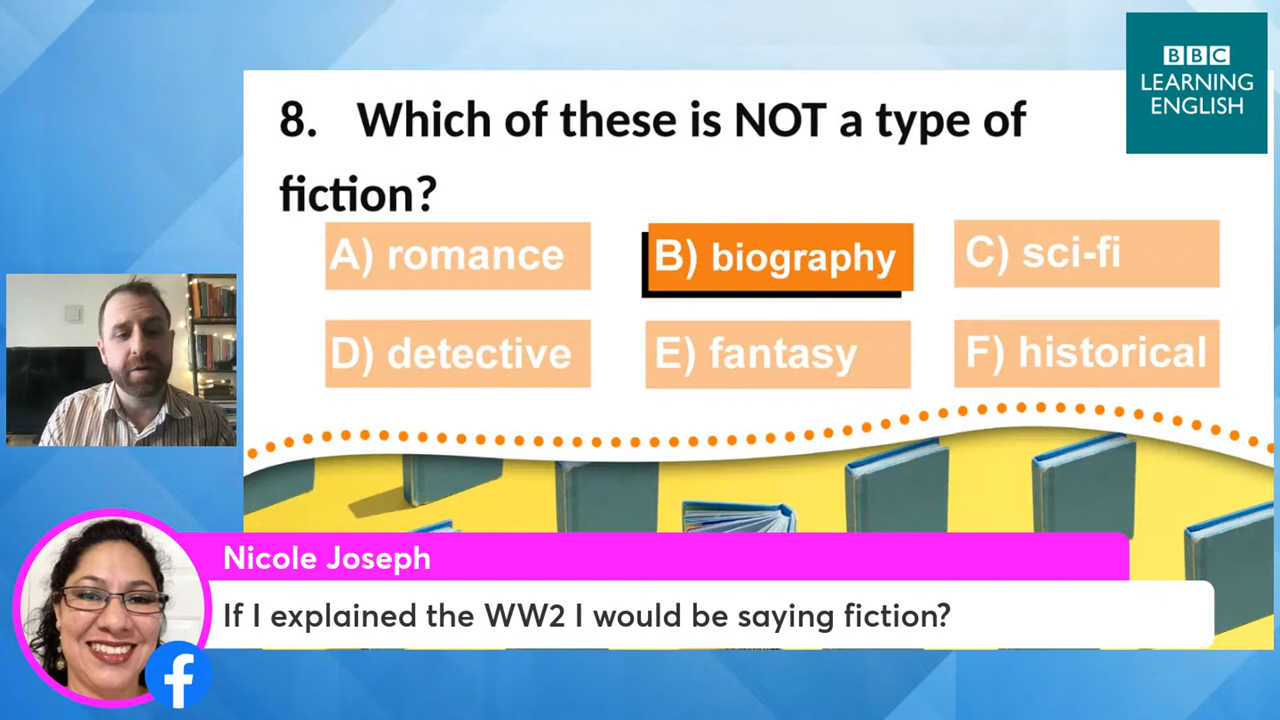 BBC
LEARNING
ENGLISH
8. Which of these is NOT a type of
fiction?
A) romance
B) biography
C) sci-fi
D) detective
E) fantasy
F) historical
Nicole Joseph
If I explained the WW2 I would be saying fiction?